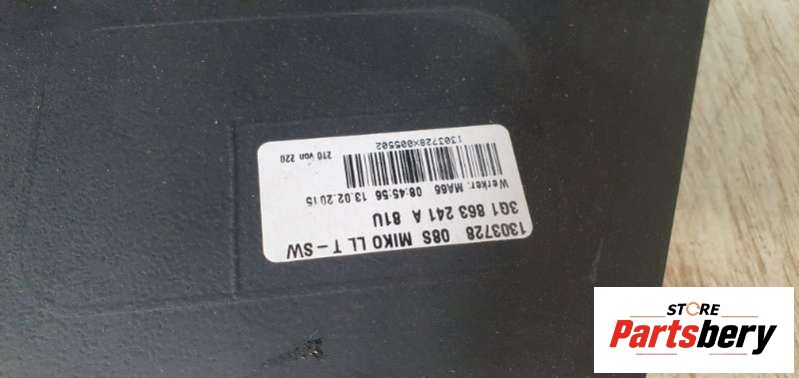 1303728 08S MIKO LL T-SW
3G1 863 241 A 81U
Werker: MA66 08:45:56 13.02.2015
1303728X005502
210 von 220
STORE
Partsbery